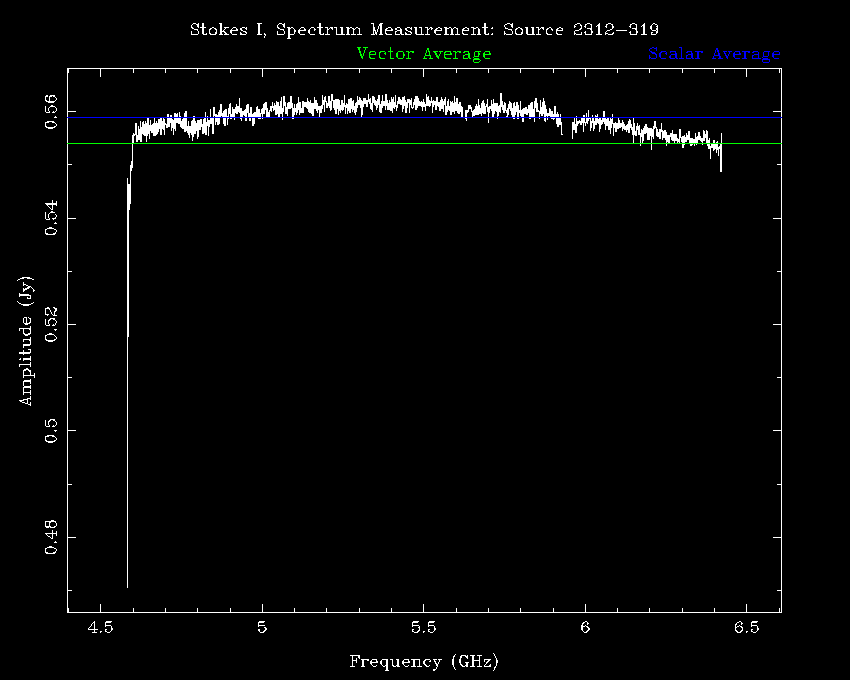 Stokes I, Spectrum Measurement: Source 2312-319
Vector Average Scalar Average
0.56
0.54
0.52
0.5
0.48
Amplitude (Jy)
4.5 5 5.5 6 6.5
Frequency (GHz)